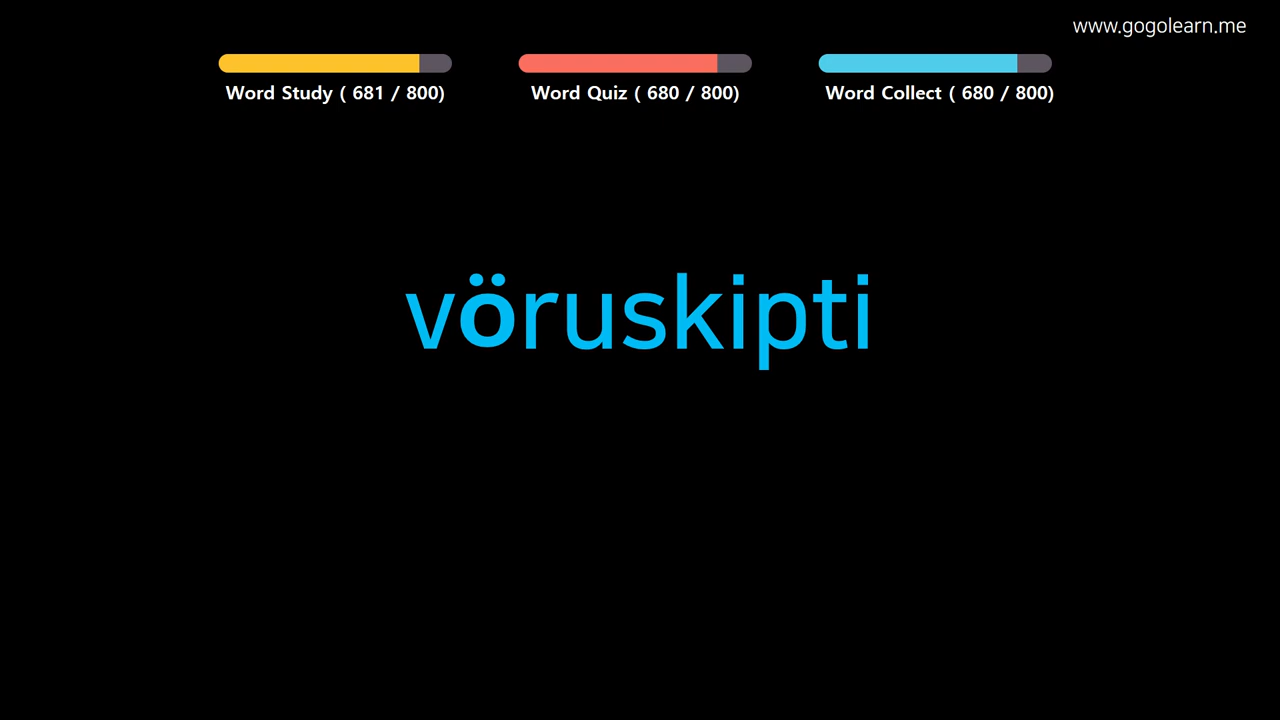 www.gogolearn.me
Word Study ( 681 / 800)
Word Quiz ( 680 / 800)
Word Collect ( 680 / 800)
vöruskipti